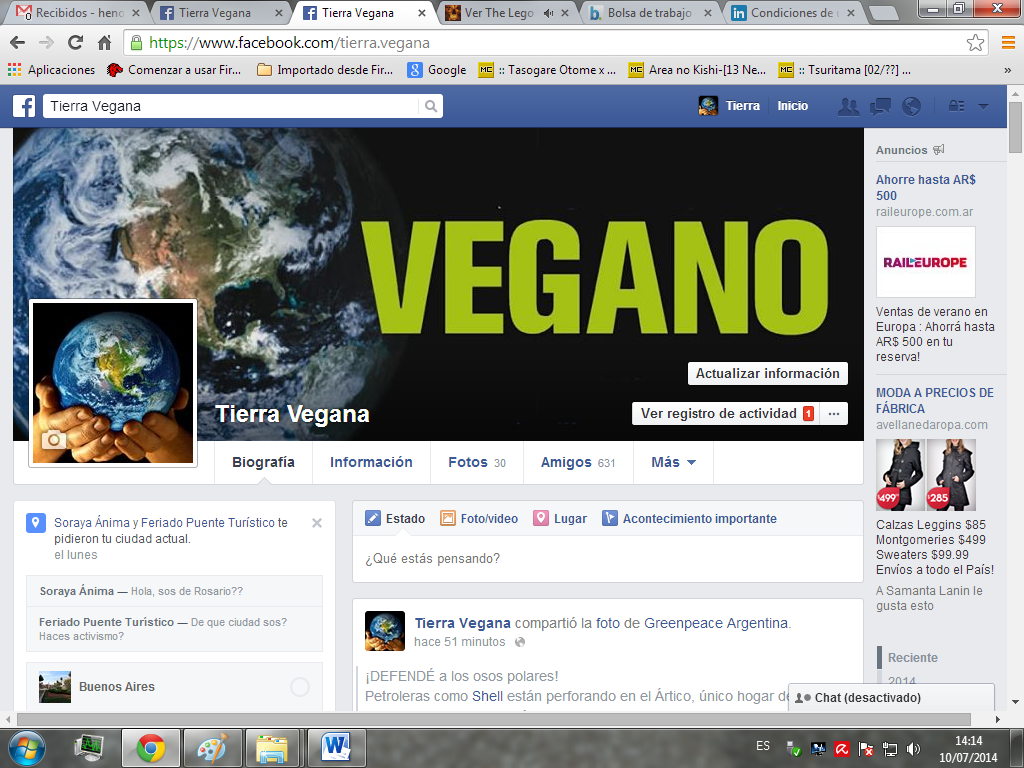 Recibidos - heno
Tierra Vegana
Tierra Vegana
Ver The Lego
Bolsa de trabajo
Condiciones de
https://www.facebook.com/tierra.vegana
Aplicaciones
Comenzar a usar Fir...
Importado desde Fir...
Google
:: Tasogare Otome x ...
Area no Kishi-[13 Ne...
:: Tsuritama [02/??] ...
»
Tierra Vegana
Tierra
Inicio
VEGANO
Actualizar información
Tierra Vegana
Ver registro de actividad 1 ...
Biografía
Información
Fotos 30
Amigos 631
Más
Soraya Ánima y Feriado Puente Turístico te
pidieron tu ciudad actual.
el lunes
Soraya Ánima — Hola, sos de Rosario??
Feriado Puente Turístico — De que ciudad sos?
Haces activismo?
Buenos Aires
Estado
Foto/video
Lugar
Acontecimiento importante
¿Qué estás pensando?
Tierra Vegana compartió la foto de Greenpeace Argentina.
hace 51 minutos
¡DEFENDÉ a los osos polares!
Petroleras como Shell están perforando en el Ártico, único hogar de
Anuncios
Ahorre hasta AR$
500
raileurope.com.ar
RAILEUROPE
Ventas de verano en
Europa : Ahorrá hasta
AR$ 500 en tu
reserva!
MODA A PRECIOS DE
FÁBRICA
avellanedaropa.com
$499
$285
Calzas Leggins $85
Montgomeries $499
Sweaters $99.99
Envíos a todo el País!
A Samanta Lanin le
gusta esto
Reciente
2014
Chat (desactivado)
ES
14:14
10/07/2014